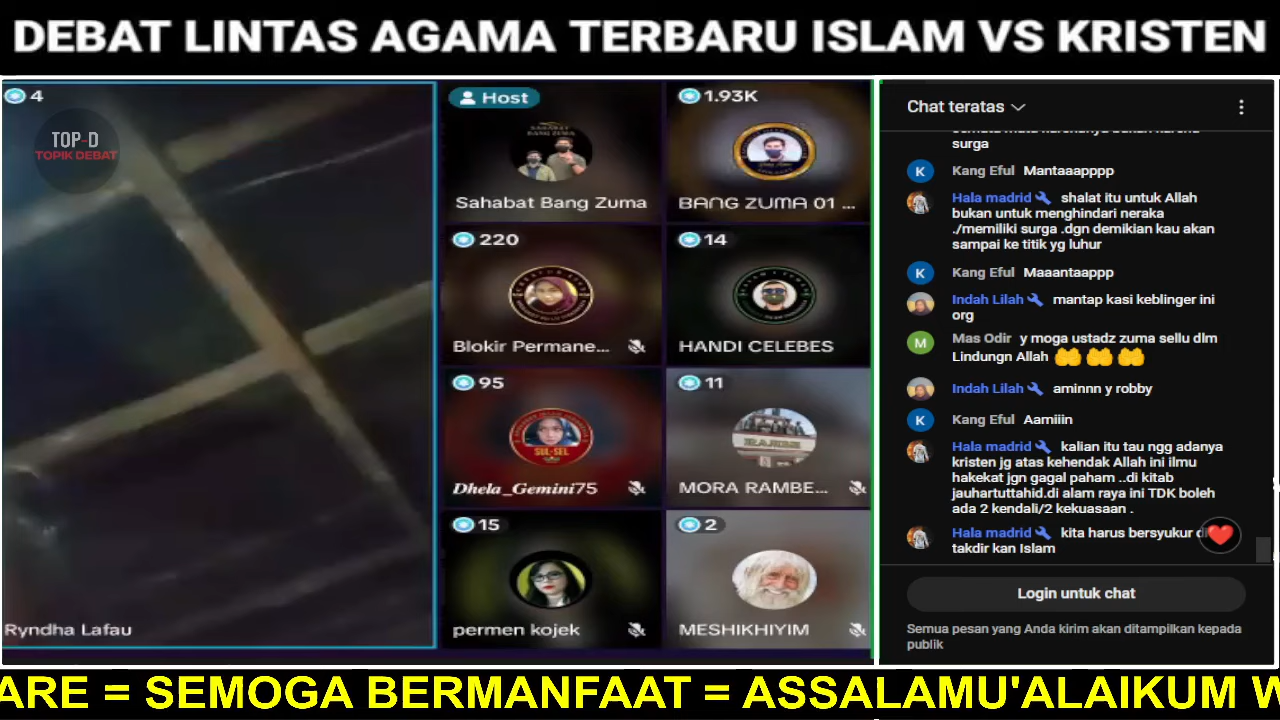 DEBAT LINTAS AGAMA TERBARU ISLAM VS KRISTEN
4
TOP-D
TOPIK DEBAT
Ryndha Lafau
Host
SAHABAT BANG ZUMA
Sahabat Bang Zuma
1.93K
BANG ZUMA 01 ...
220
Blokir Permane...
14
HANDI CELEBES
95
SUL-SEL
Dhela_Gemini75
11
MORA RAMBE...
15
permen kojek
2
MESHIKHIYIM
Chat teratas
surga
K Kang Eful Mantaaapppp
Hala madrid shalat itu untuk Allah
bukan untuk menghindari neraka
./memiliki surga .dgn demikian kau akan
sampai ke titik yg luhur
K Kang Eful Maaantaappp
Indah Lilah mantap kasi keblinger ini
org
M Mas Odir y moga ustadz zuma sellu dlm
Lindungn Allah
Indah Lilah aminnn y robby
K Kang Eful Aamiiin
Hala madrid kalian itu tau ngg adanya
kristen jg atas kehendak Allah ini ilmu
hakekat jgn gagal paham ..di kitab
jauhartuttahid.di alam raya ini TDK boleh
ada 2 kendali/2 kekuasaan .
Hala madrid kita harus bersyukur
takdir kan Islam
Login untuk chat
Semua pesan yang Anda kirim akan ditampilkan kepada
publik
ARE = SEMOGA BERMANFAAT = ASSALAMU'ALAIKUM W